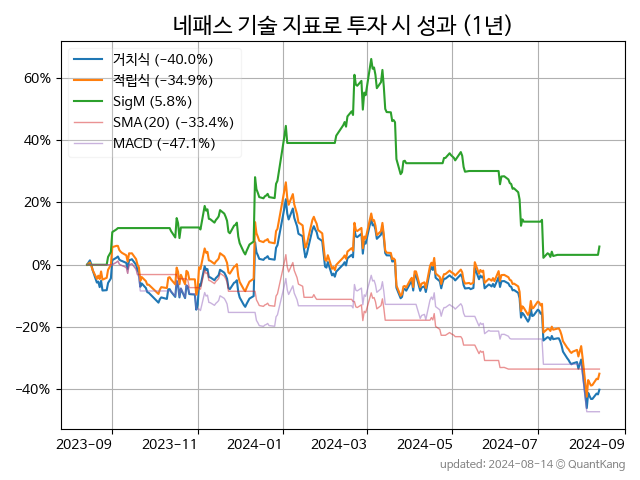 네패스 기술 지표로 투자 시 성과 (1년)
거치식 (−40.0%)
적립식 (−34.9%)
SigM (5.8%)
SMA(20) (−33.4%)
MACD (−47.1%)
60%
40%
20%
0%
−20%
−40%
2023-09
2023-11
2024-01
2024-03
2024-05
2024-07
2024-09
updated: 2024-08-14 © QuantKang